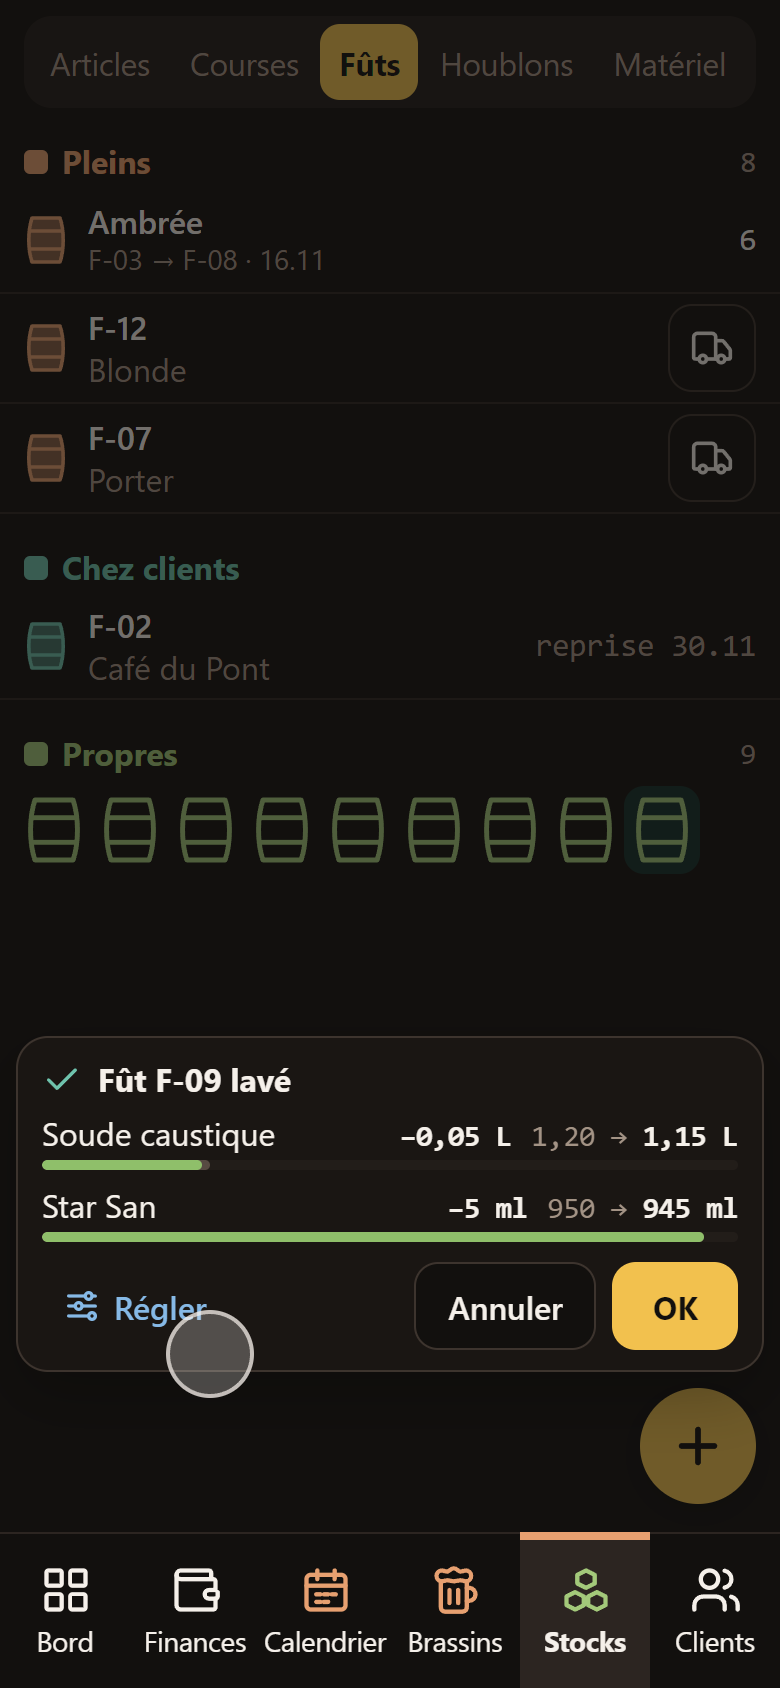 Articles Courses Fûts Houblons Matériel
Pleins 8
Ambrée
F-03 → F-08 · 16.11
6
F-12
Blonde
F-07
Porter
Chez clients
F-02
Café du Pont
reprise 30.11
Propres 9
Fût F-09 lavé
Soude caustique −0,05 L 1,20 → 1,15 L
Star San −5 ml 950 → 945 ml
Régler Annuler OK
Bord Finances Calendrier Brassins Stocks Clients